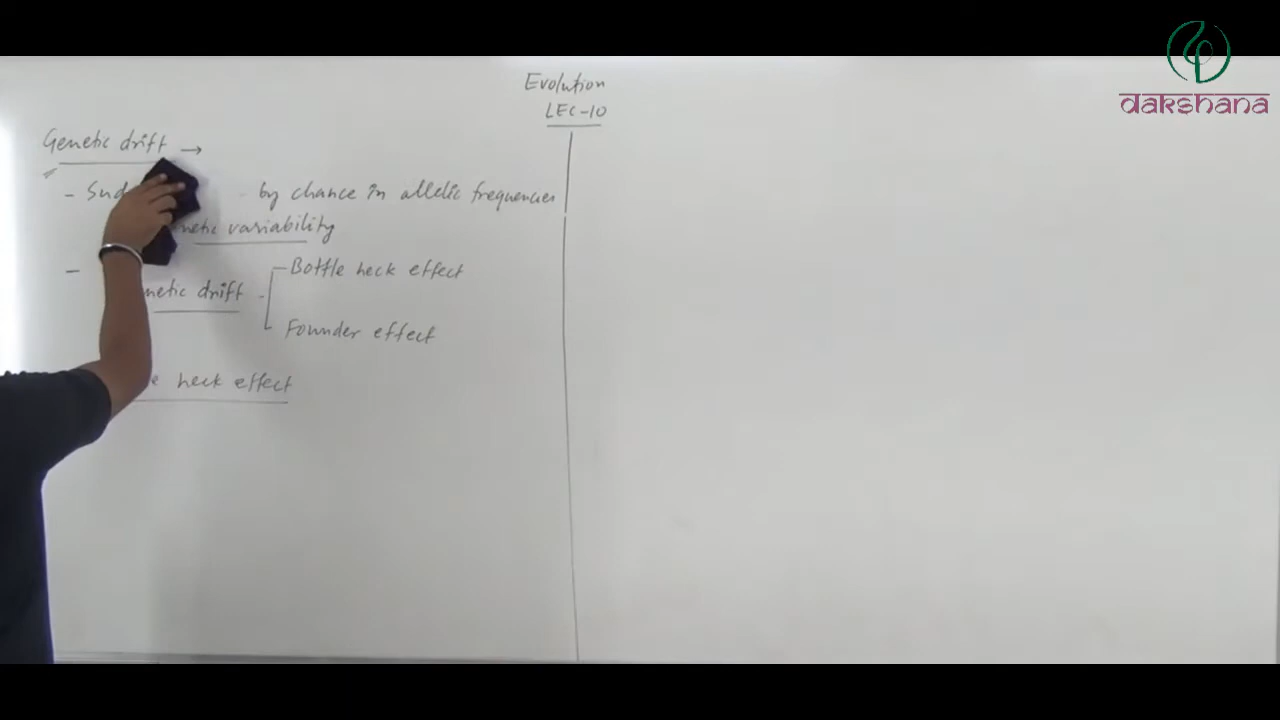 dakshana
Evolution
LEC-10
Genetic drift →
- Sud by chance in allelic frequencies
netic variability
- Bottle neck effect
netic drift -
Founder effect
e neck effect